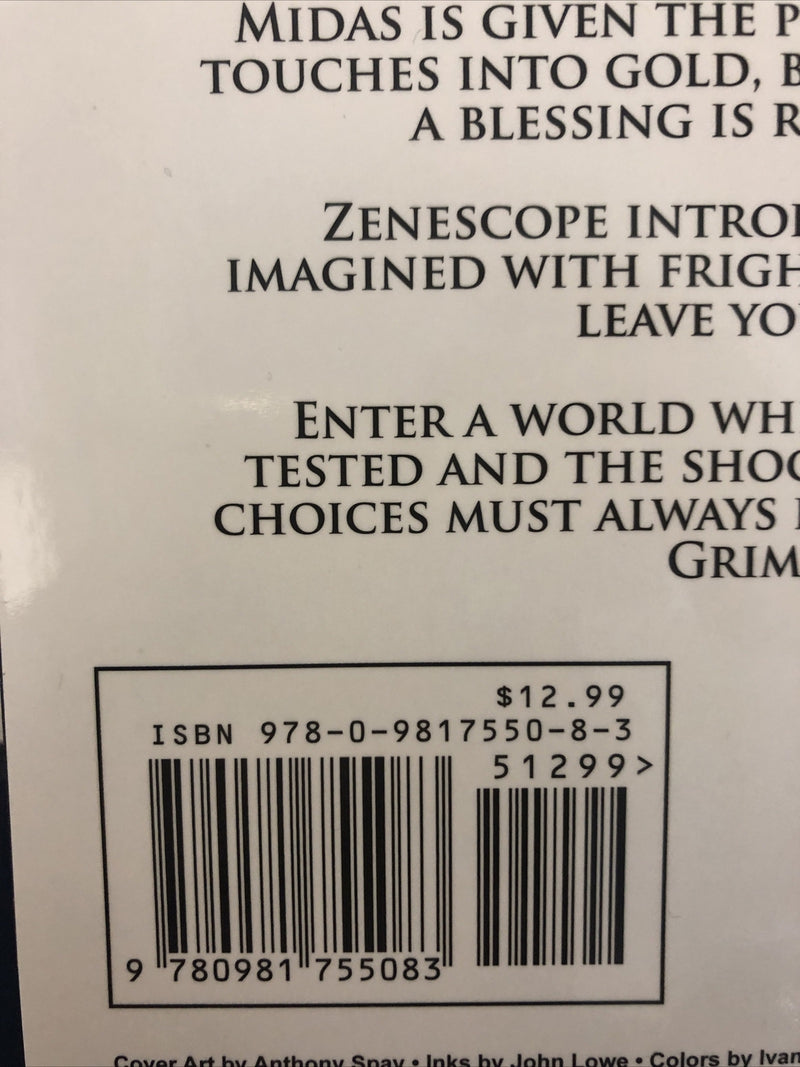 MIDAS IS GIVEN THE P
TOUCHES INTO GOLD, B
A BLESSING IS R
ZENESCOPE INTRO
IMAGINED WITH FRIGH
LEAVE YO
ENTER A WORLD WH
TESTED AND THE SHOC
CHOICES MUST ALWAYS
GRIM
$12.99
ISBN 978-0-9817550-8-3
51299>
9 780981 755083
Cover Art by Anthony Spay • Inks by John Lowe • Colors by Ivan